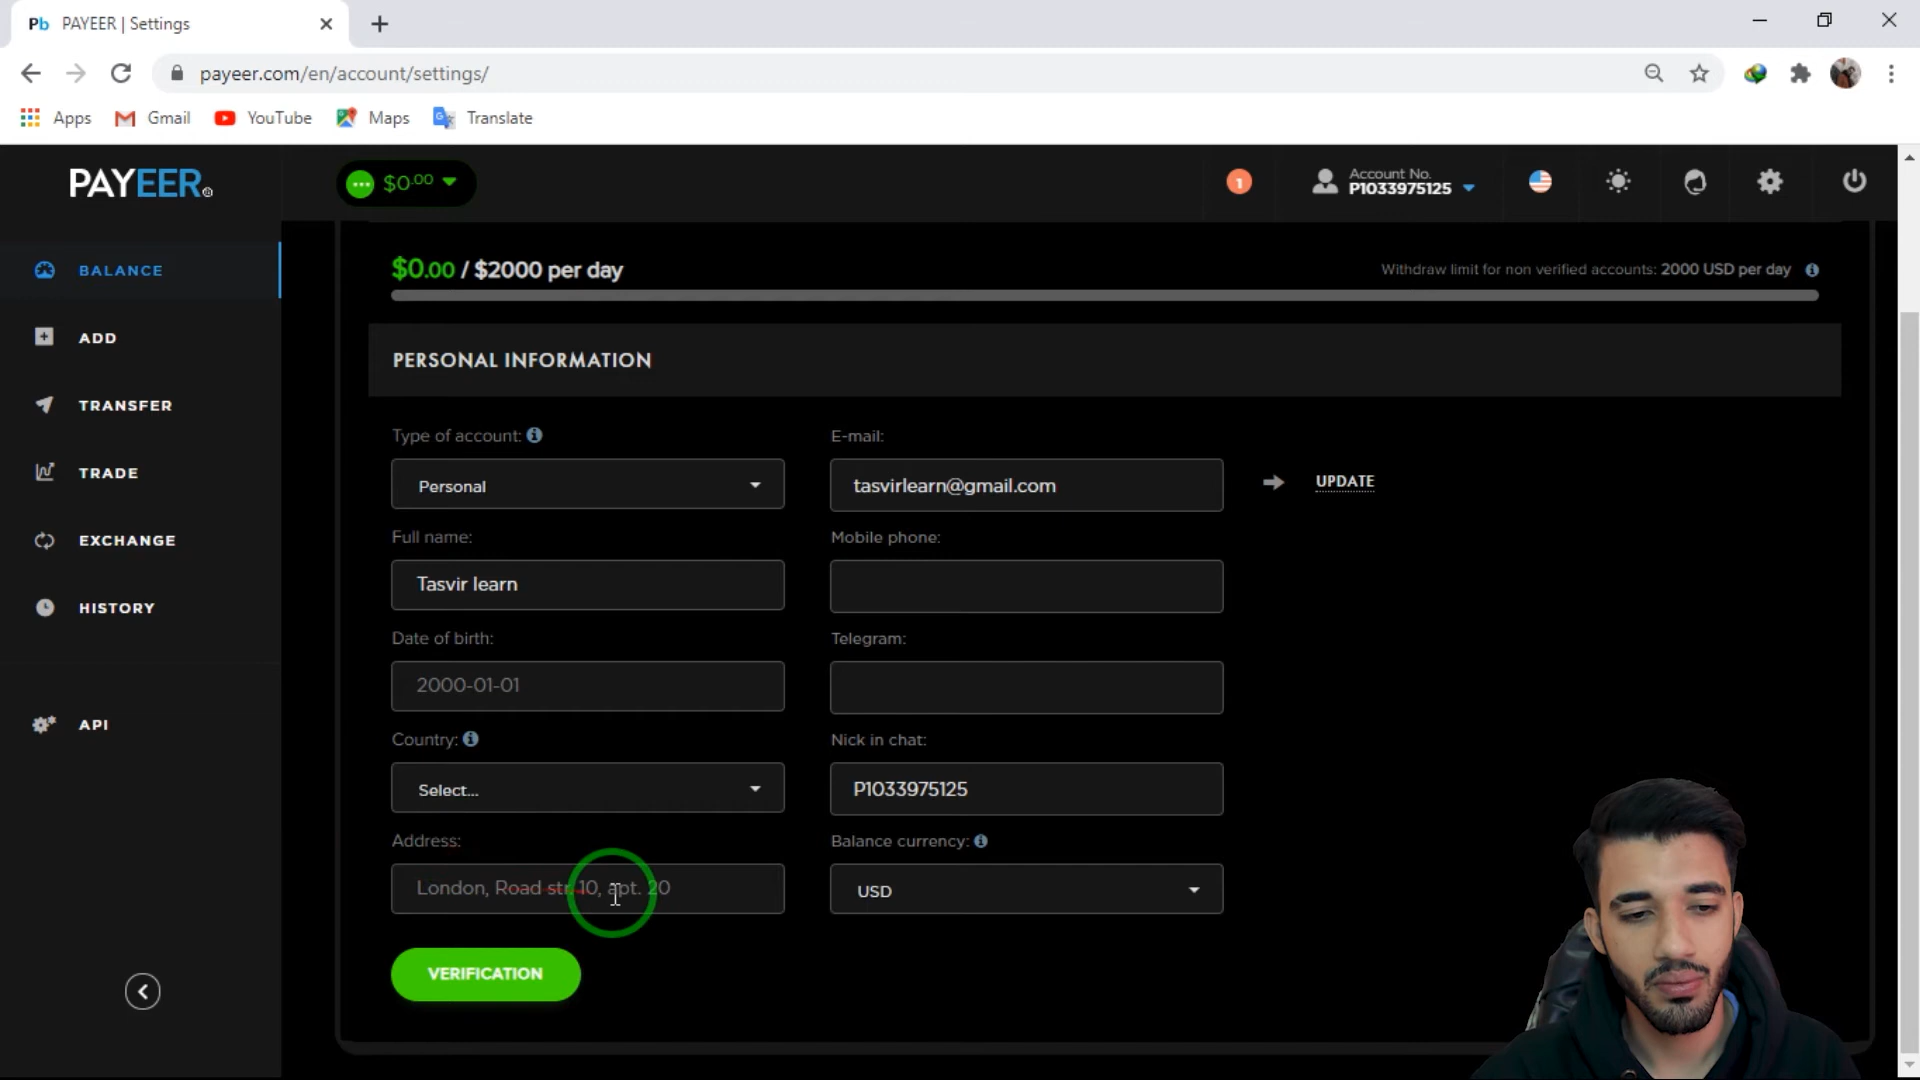 Pb PAYEER | Settings
payeer.com/en/account/settings/
Apps Gmail YouTube Maps Translate
PAYEER® $0.00 1 Account No. P1033975125
BALANCE
ADD
TRANSFER
TRADE
EXCHANGE
HISTORY
API
$0.00 / $2000 per day
Withdraw limit for non verified accounts: 2000 USD per day
PERSONAL INFORMATION
Type of account:
Personal
E-mail:
tasvirlearn@gmail.com
UPDATE
Full name:
Tasvir learn
Mobile phone:
Date of birth:
2000-01-01
Telegram:
Country:
Select...
Nick in chat:
P1033975125
Address:
London, Road str. 10, apt. 20
Balance currency:
USD
VERIFICATION